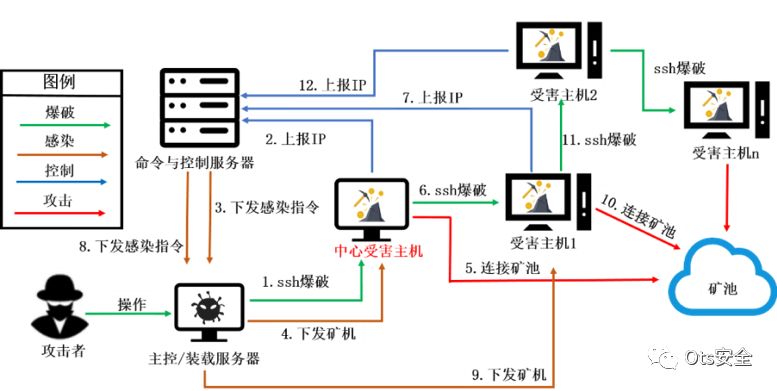 图例
爆破
感染
控制
攻击
命令与控制服务器
12.上报IP
7.上报IP
2.上报IP
受害主机2
ssh爆破
受害主机n
11.ssh爆破
3.下发感染指令
8.下发感染指令
中心受害主机
6.ssh爆破
受害主机1
10.连接矿池
5.连接矿池
矿池
1.ssh爆破
操作
攻击者
主控/装载服务器
4.下发矿机
9.下发矿机
Ots安全